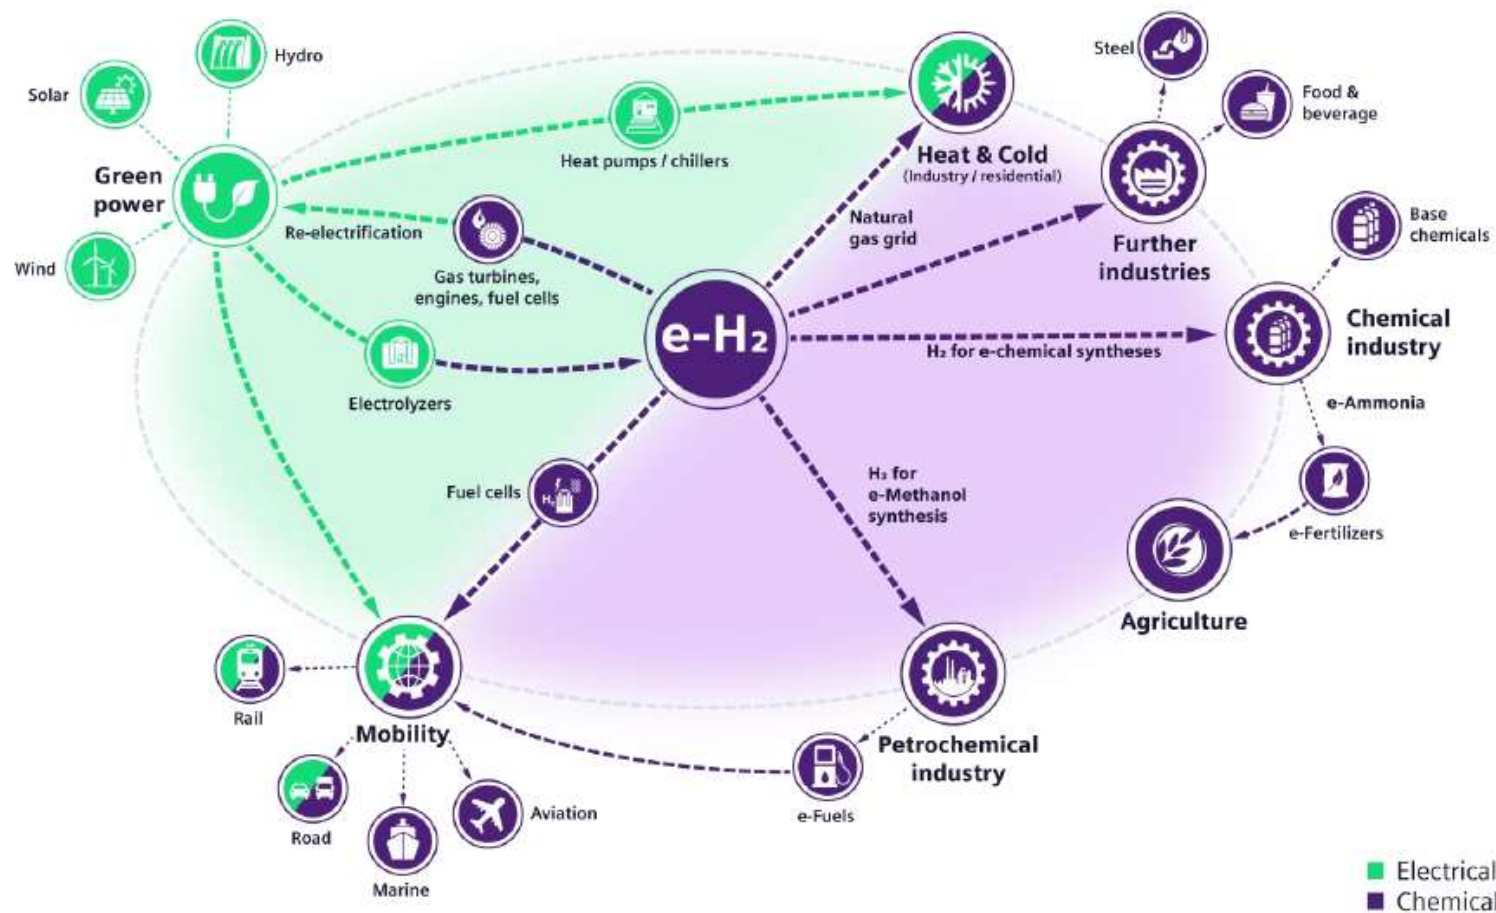 Hydro
Solar
Green
power
Wind
Heat pumps / chillers
Re-electrification
Gas turbines,
engines, fuel cells
Electrolyzers
e-H₂
Heat & Cold
(Industry / residential)
Natural
gas grid
Steel
Food &
beverage
Further
industries
Base
chemicals
Chemical
industry
H₂ for e-chemical syntheses
e-Ammonia
Fuel cells
H₂
H₂ for
e-Methanol
synthesis
e-Fertilizers
Agriculture
Rail
Mobility
Road
Marine
Aviation
Petrochemical
industry
e-Fuels
Electrical
Chemical